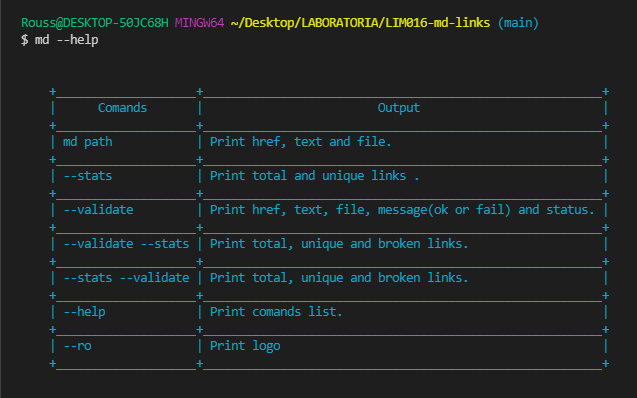 Rouss@DESKTOP-50JC68H MINGW64 ~/Desktop/LABORATORIA/LIM016-md-links (main)
$ md --help
Comands | Output
md path | Print href, text and file.
--stats | Print total and unique links .
--validate | Print href, text, file, message(ok or fail) and status.
--validate --stats | Print total, unique and broken links.
--stats --validate | Print total, unique and broken links.
--help | Print comands list.
--ro | Print logo